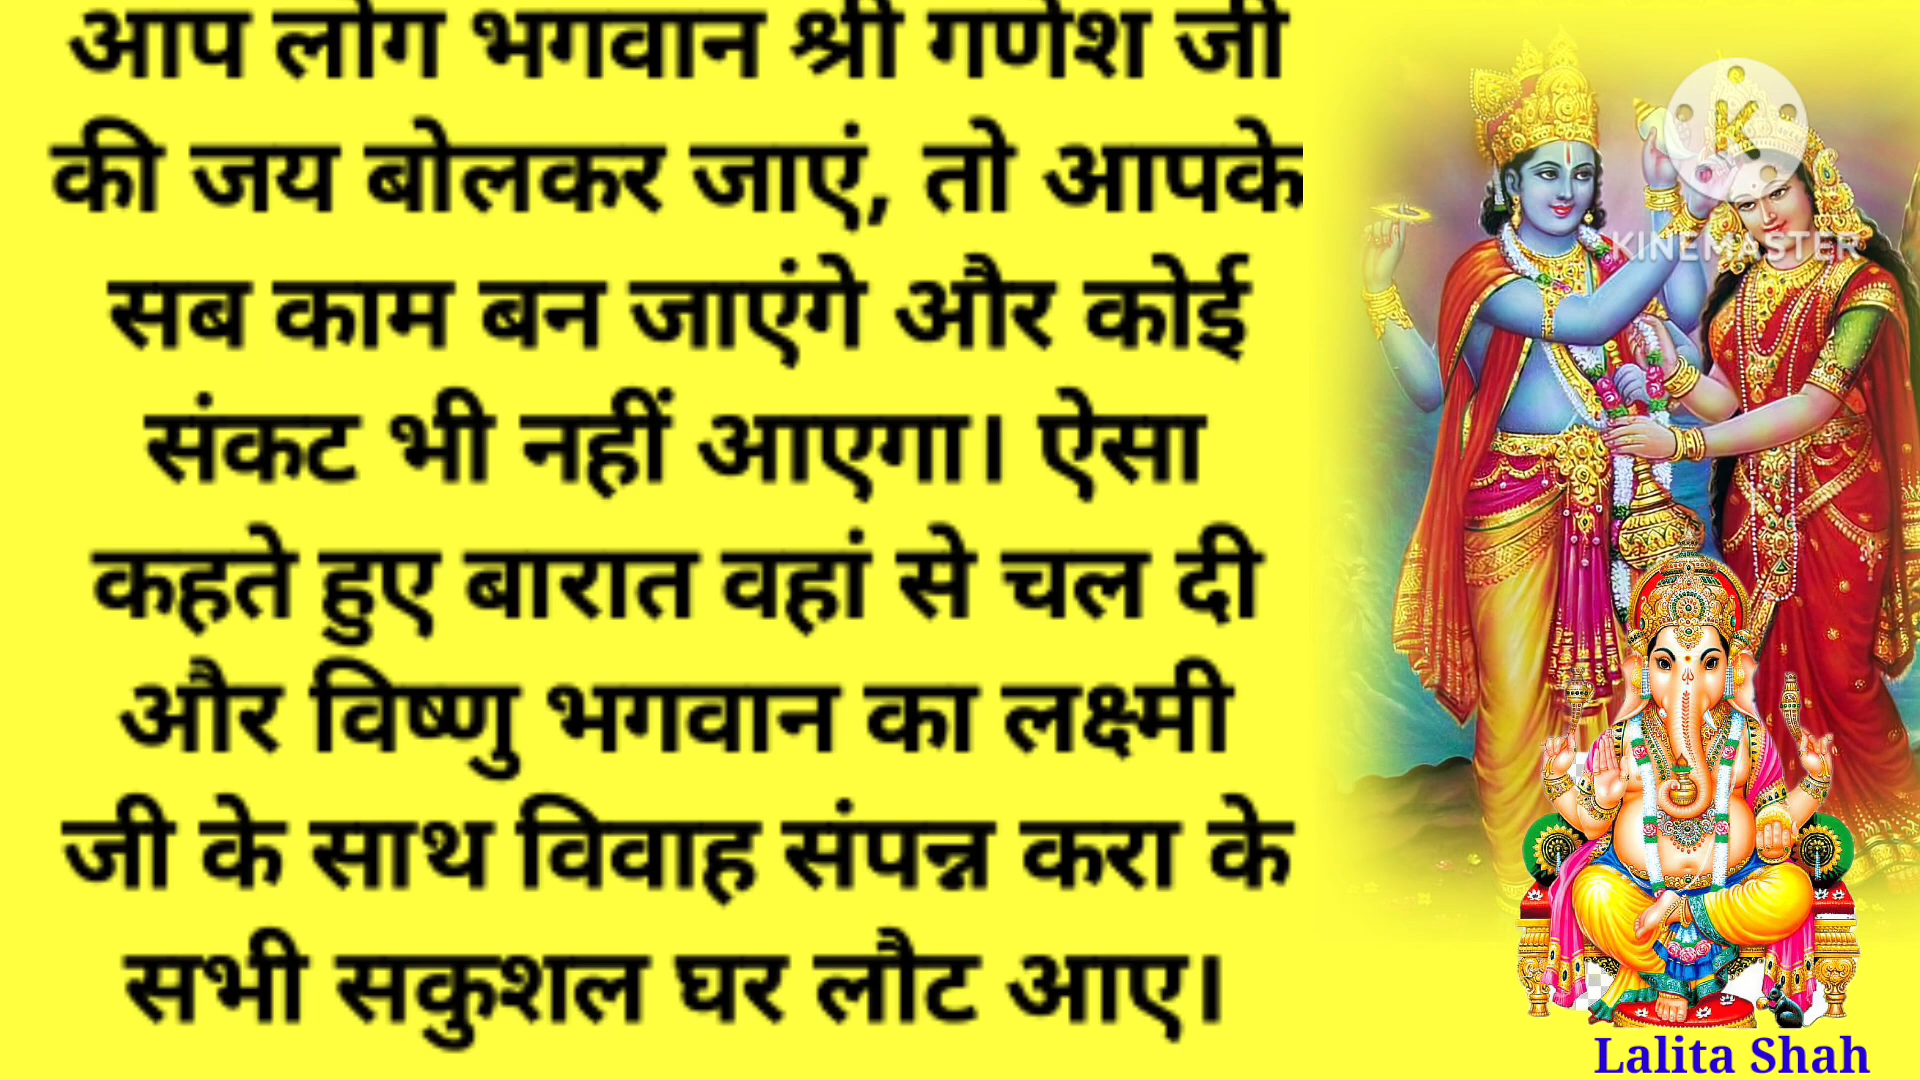 आप लोग भगवान श्री गणेश जी
की जय बोलकर जाएं, तो आपके
सब काम बन जाएंगे और कोई
संकट भी नहीं आएगा। ऐसा
कहते हुए बारात वहां से चल दी
और विष्णु भगवान का लक्ष्मी
जी के साथ विवाह संपन्न करा के
सभी सकुशल घर लौट आए।
K
KINEMASTER
Lalita Shah